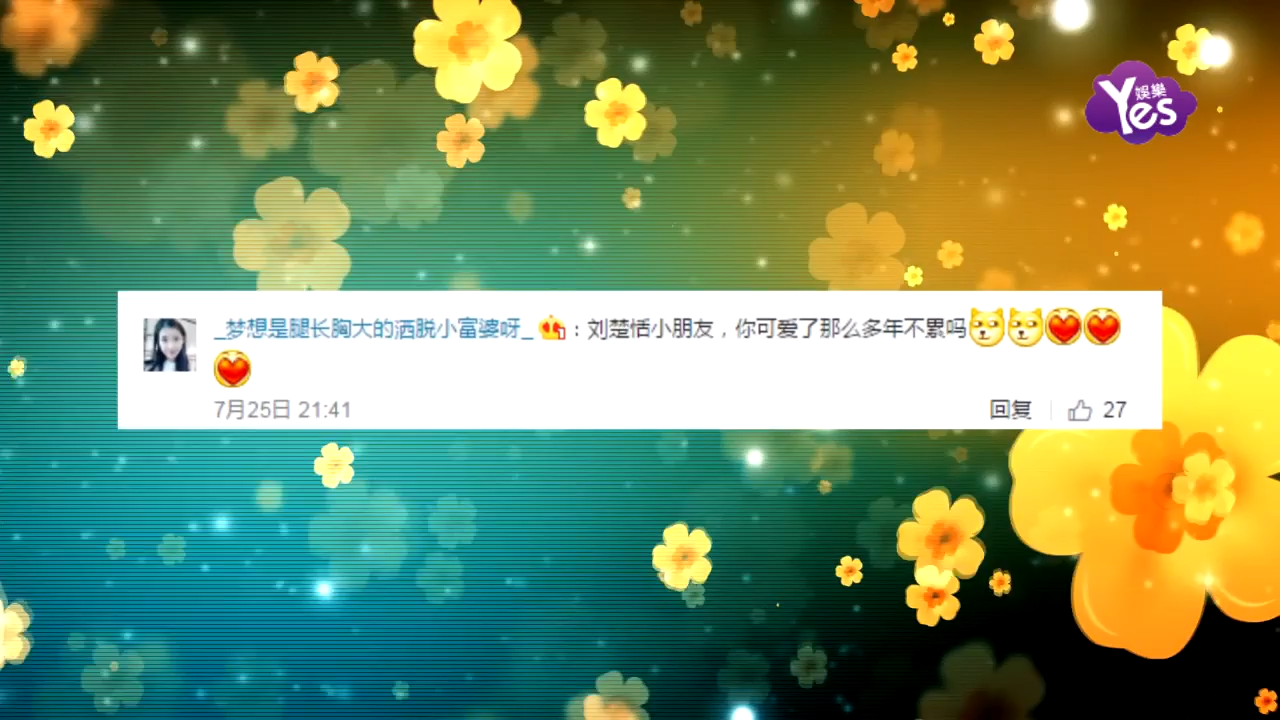 Yes 娛樂
_梦想是腿长胸大的洒脱小富婆呀_ ：刘楚恬小朋友，你可爱了那么多年不累吗
7月25日 21:41
回复 27